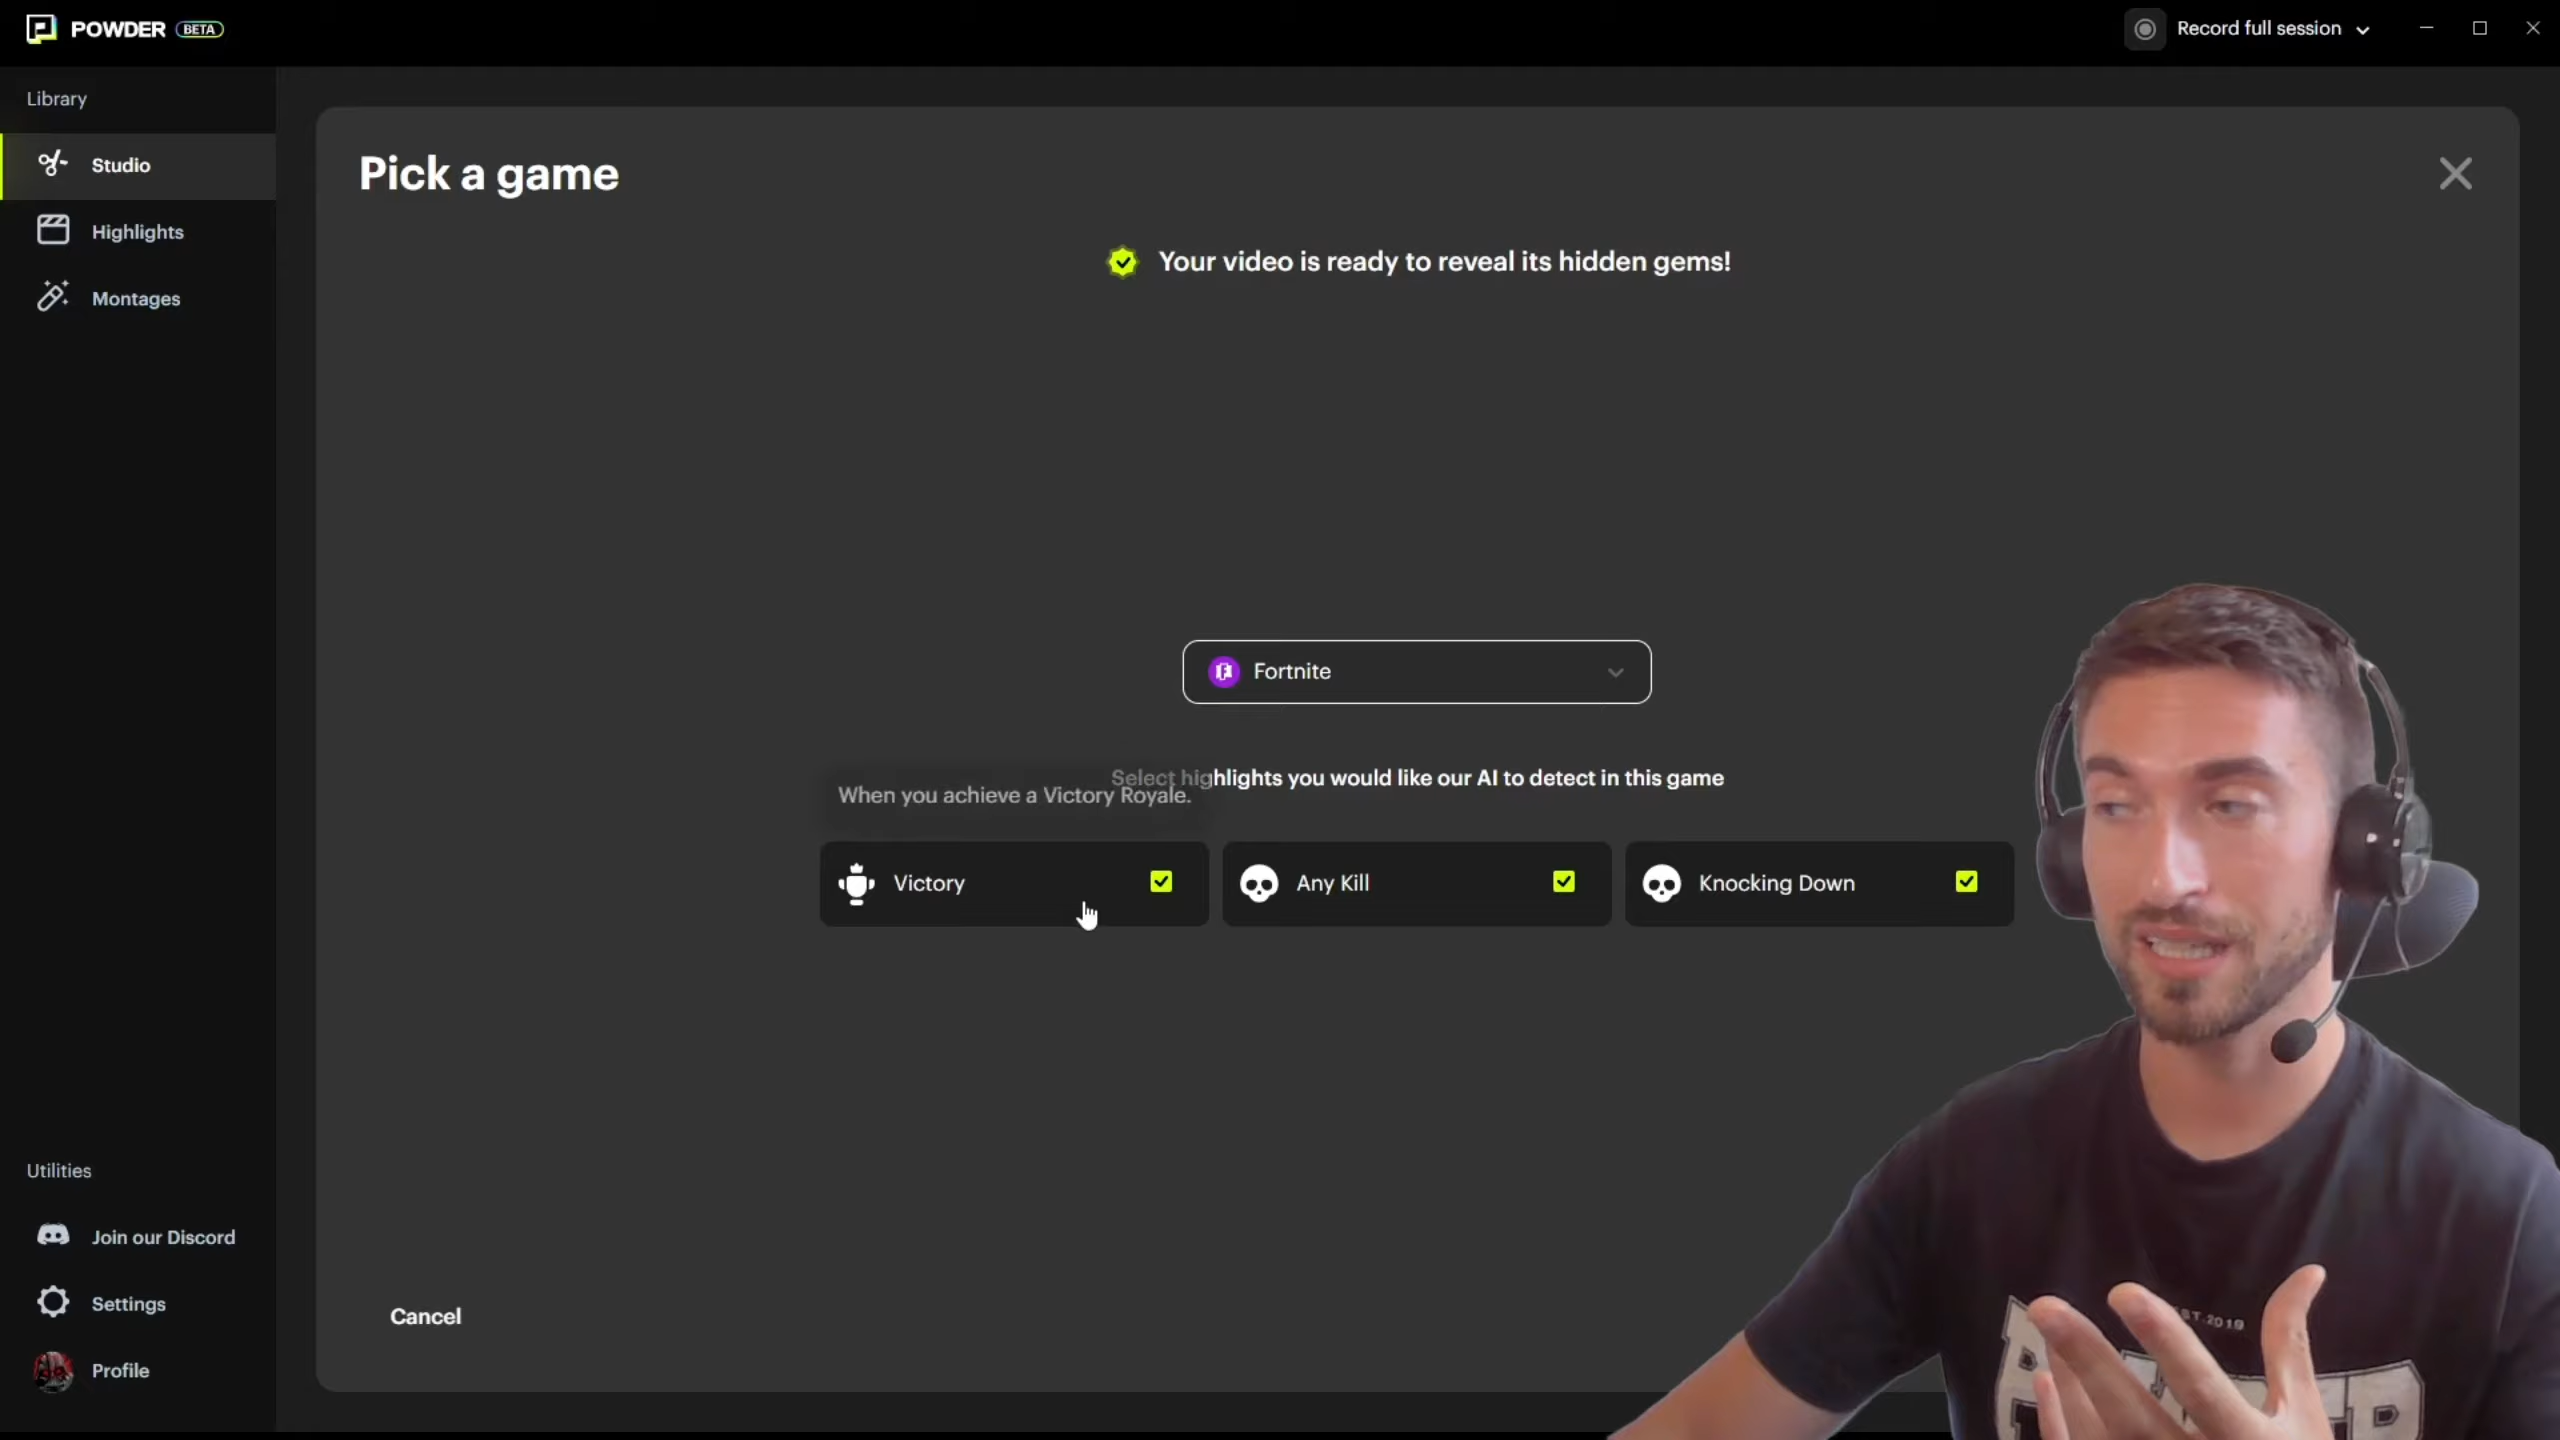 POWDER BETA
Record full session
Library
Studio
Highlights
Montages
Pick a game
Your video is ready to reveal its hidden gems!
Fortnite
Select highlights you would like our AI to detect in this game
When you achieve a Victory Royale.
Victory
Any Kill
Knocking Down
Utilities
Join our Discord
Settings
Profile
Cancel
ST.2019